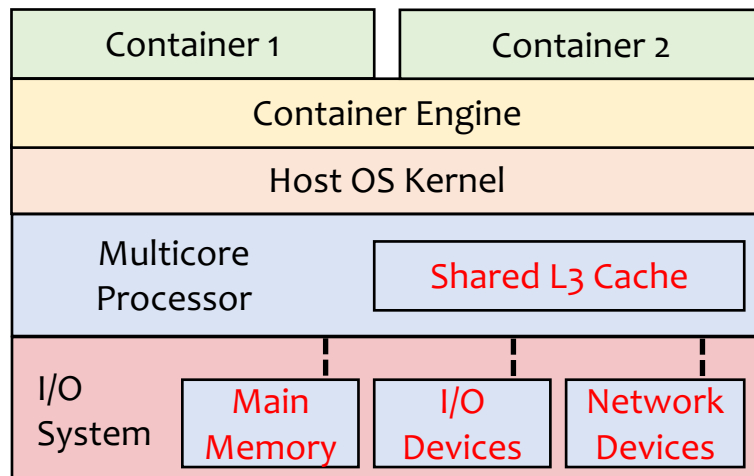 Container 1
Container 2
Container Engine
Host OS Kernel
Multicore
Processor
Shared L3 Cache
I/O
System
Main
Memory
I/O
Devices
Network
Devices